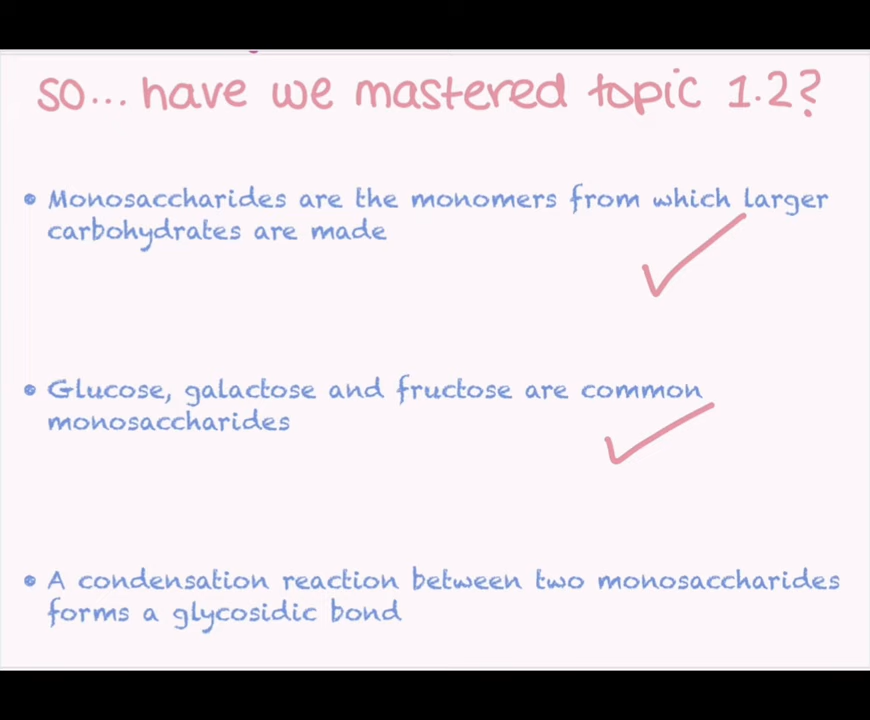 so... have we mastered topic 1.2?
• Monosaccharides are the monomers from which larger
carbohydrates are made
• Glucose, galactose and fructose are common
monosaccharides
• A condensation reaction between two monosaccharides
forms a glycosidic bond